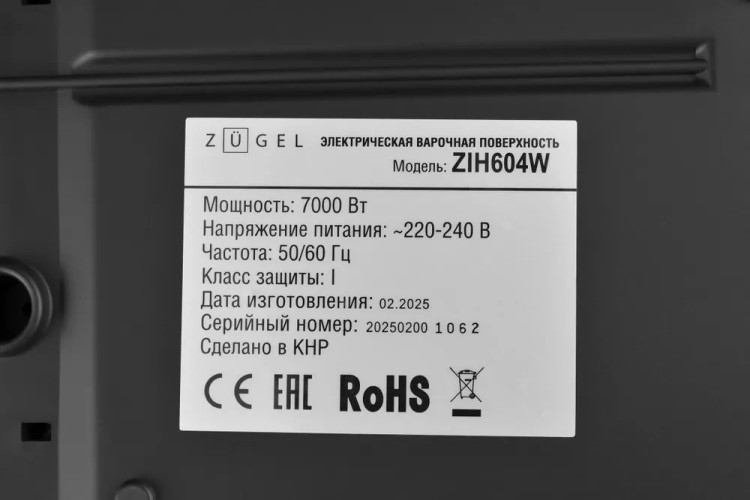 ZÜGEL ЭЛЕКТРИЧЕСКАЯ ВАРОЧНАЯ ПОВЕРХНОСТЬ
Модель: ZIH604W
Мощность: 7000 Вт
Напряжение питания: ~220-240 В
Частота: 50/60 Гц
Класс защиты: I
Дата изготовления: 02.2025
Серийный номер: 20250200 1062
Сделано в КНР
CE EAC RoHS